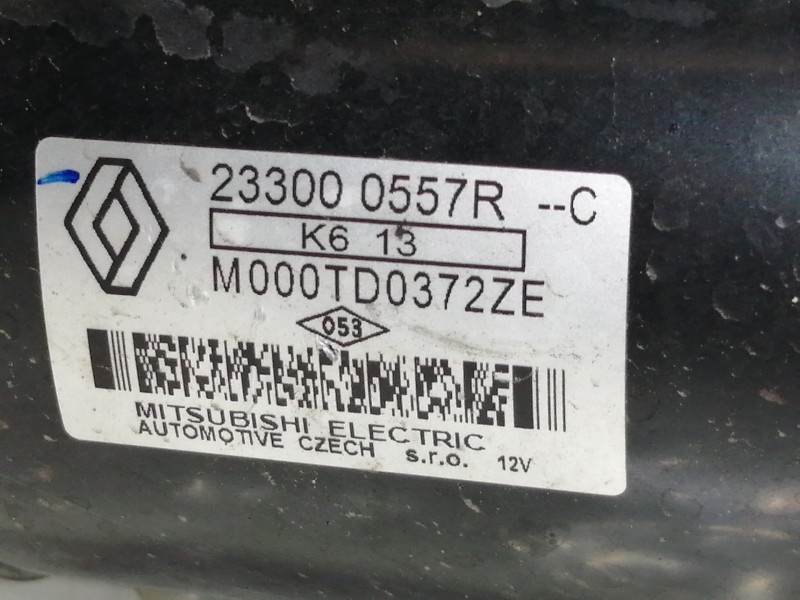 23300 0557R --C
K6 13
M000TD0372ZE
053
MITSUBISHI ELECTRIC
AUTOMOTIVE CZECH s.r.o. 12V